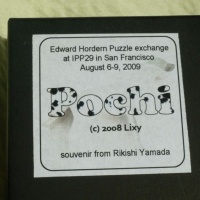 Edward Hordern Puzzle exchange
at IPP29 in San Francisco
August 6-9, 2009
Pochi
(c) 2008 Lixy
souvenir from Rikishi Yamada